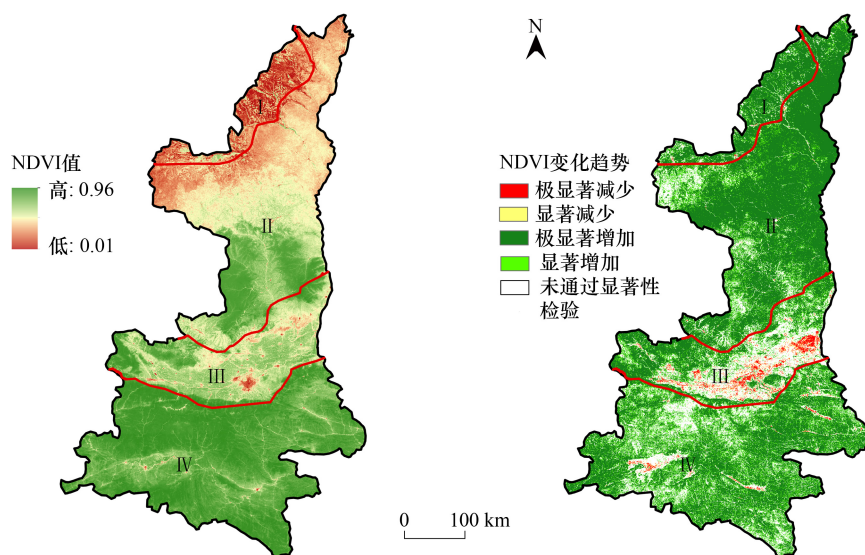 NDVI值
高: 0.96
低: 0.01
I
II
III
IV
N
NDVI变化趋势
极显著减少
显著减少
极显著增加
显著增加
未通过显著性
检验
I
II
III
IV
0 100 km